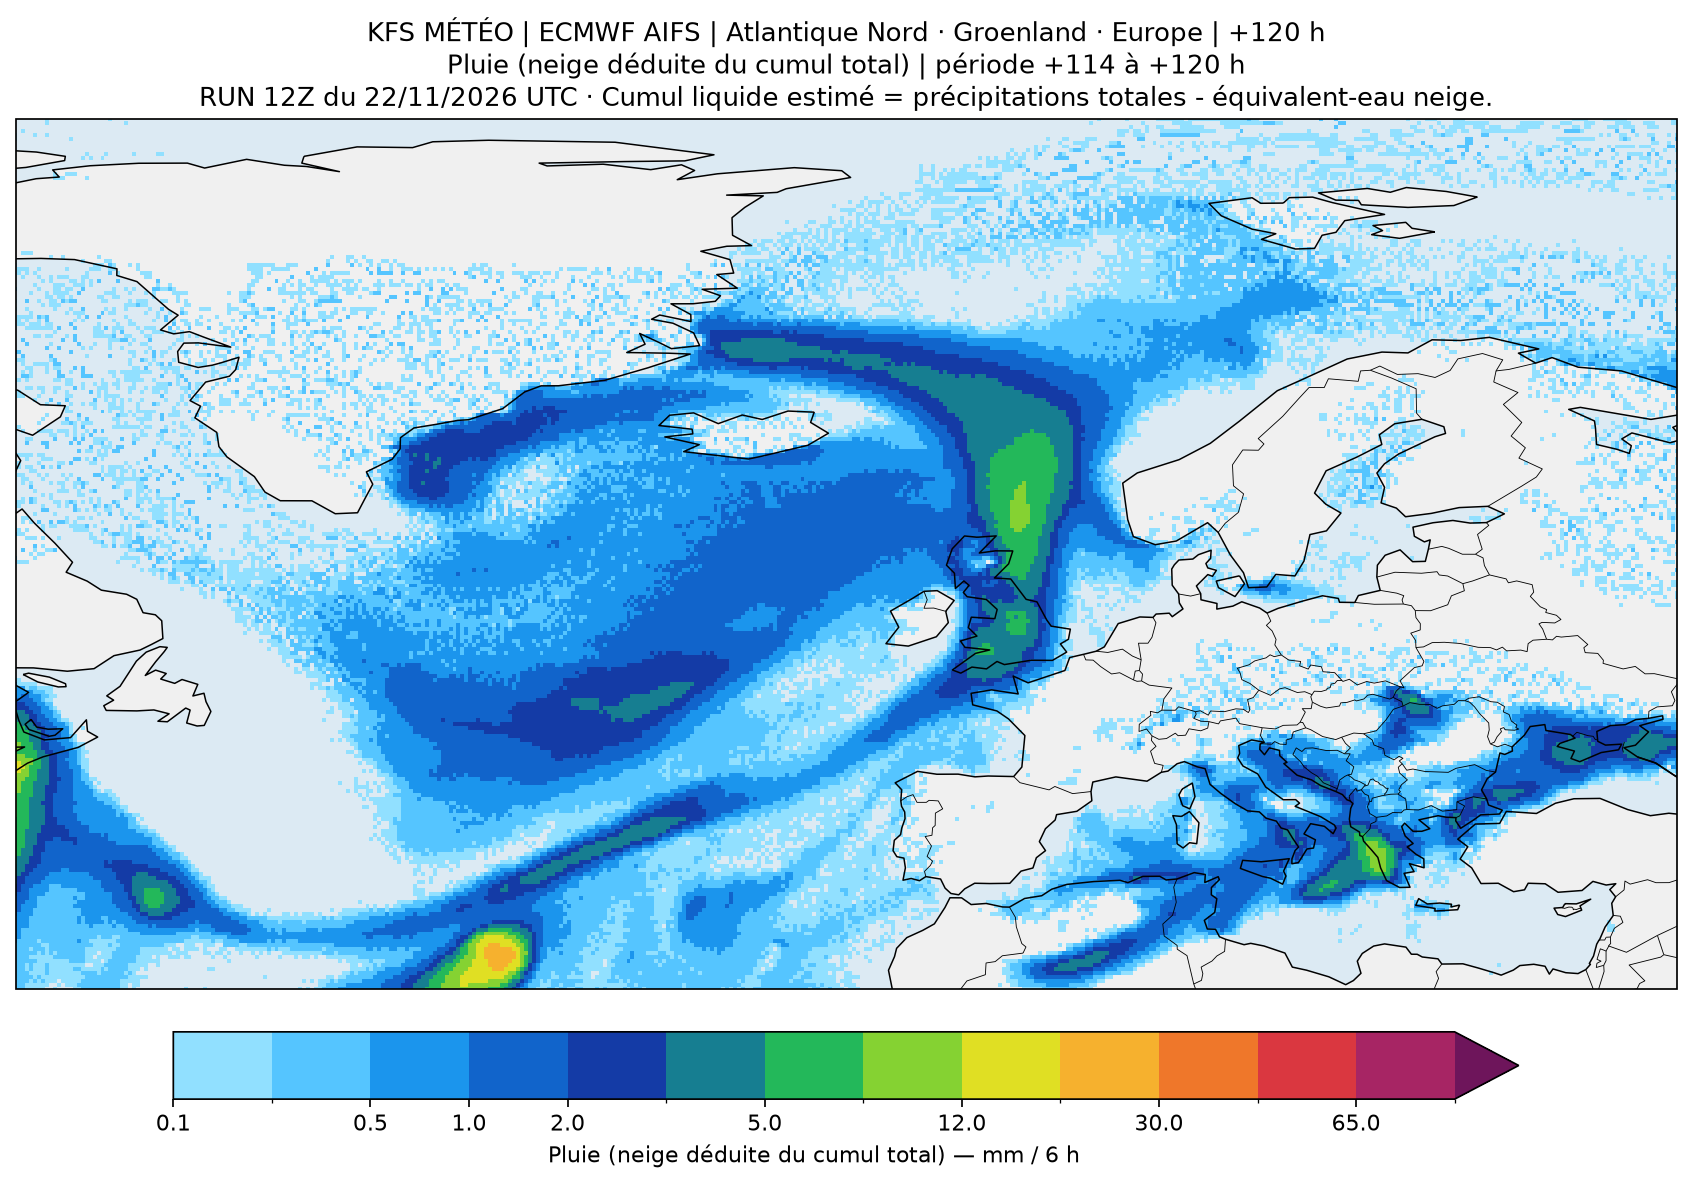 KFS MÉTÉO | ECMWF AIFS | Atlantique Nord · Groenland · Europe | +120 h
Pluie (neige déduite du cumul total) | période +114 à +120 h
RUN 12Z du 22/11/2026 UTC · Cumul liquide estimé = précipitations totales - équivalent-eau neige.
0.1 0.5 1.0 2.0 5.0 12.0 30.0 65.0
Pluie (neige déduite du cumul total) — mm / 6 h